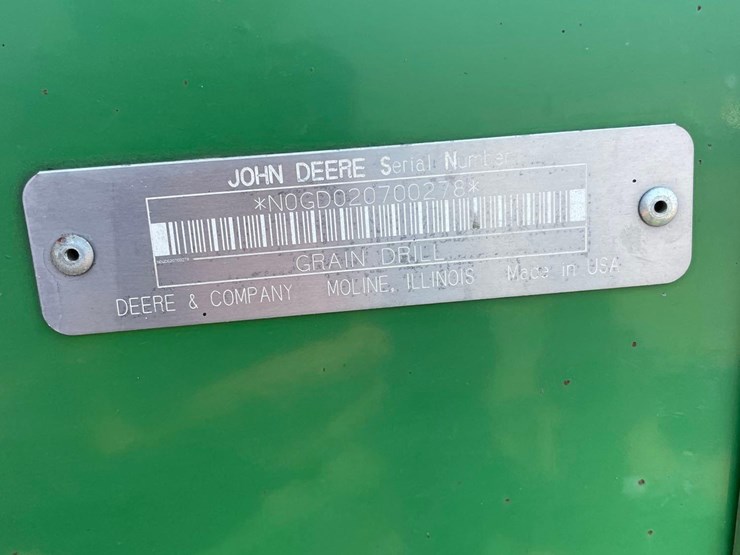 JOHN DEERE Serial Number
*N0GD020700278*
GRAIN DRILL
DEERE & COMPANY MOLINE, ILLINOIS Made in USA